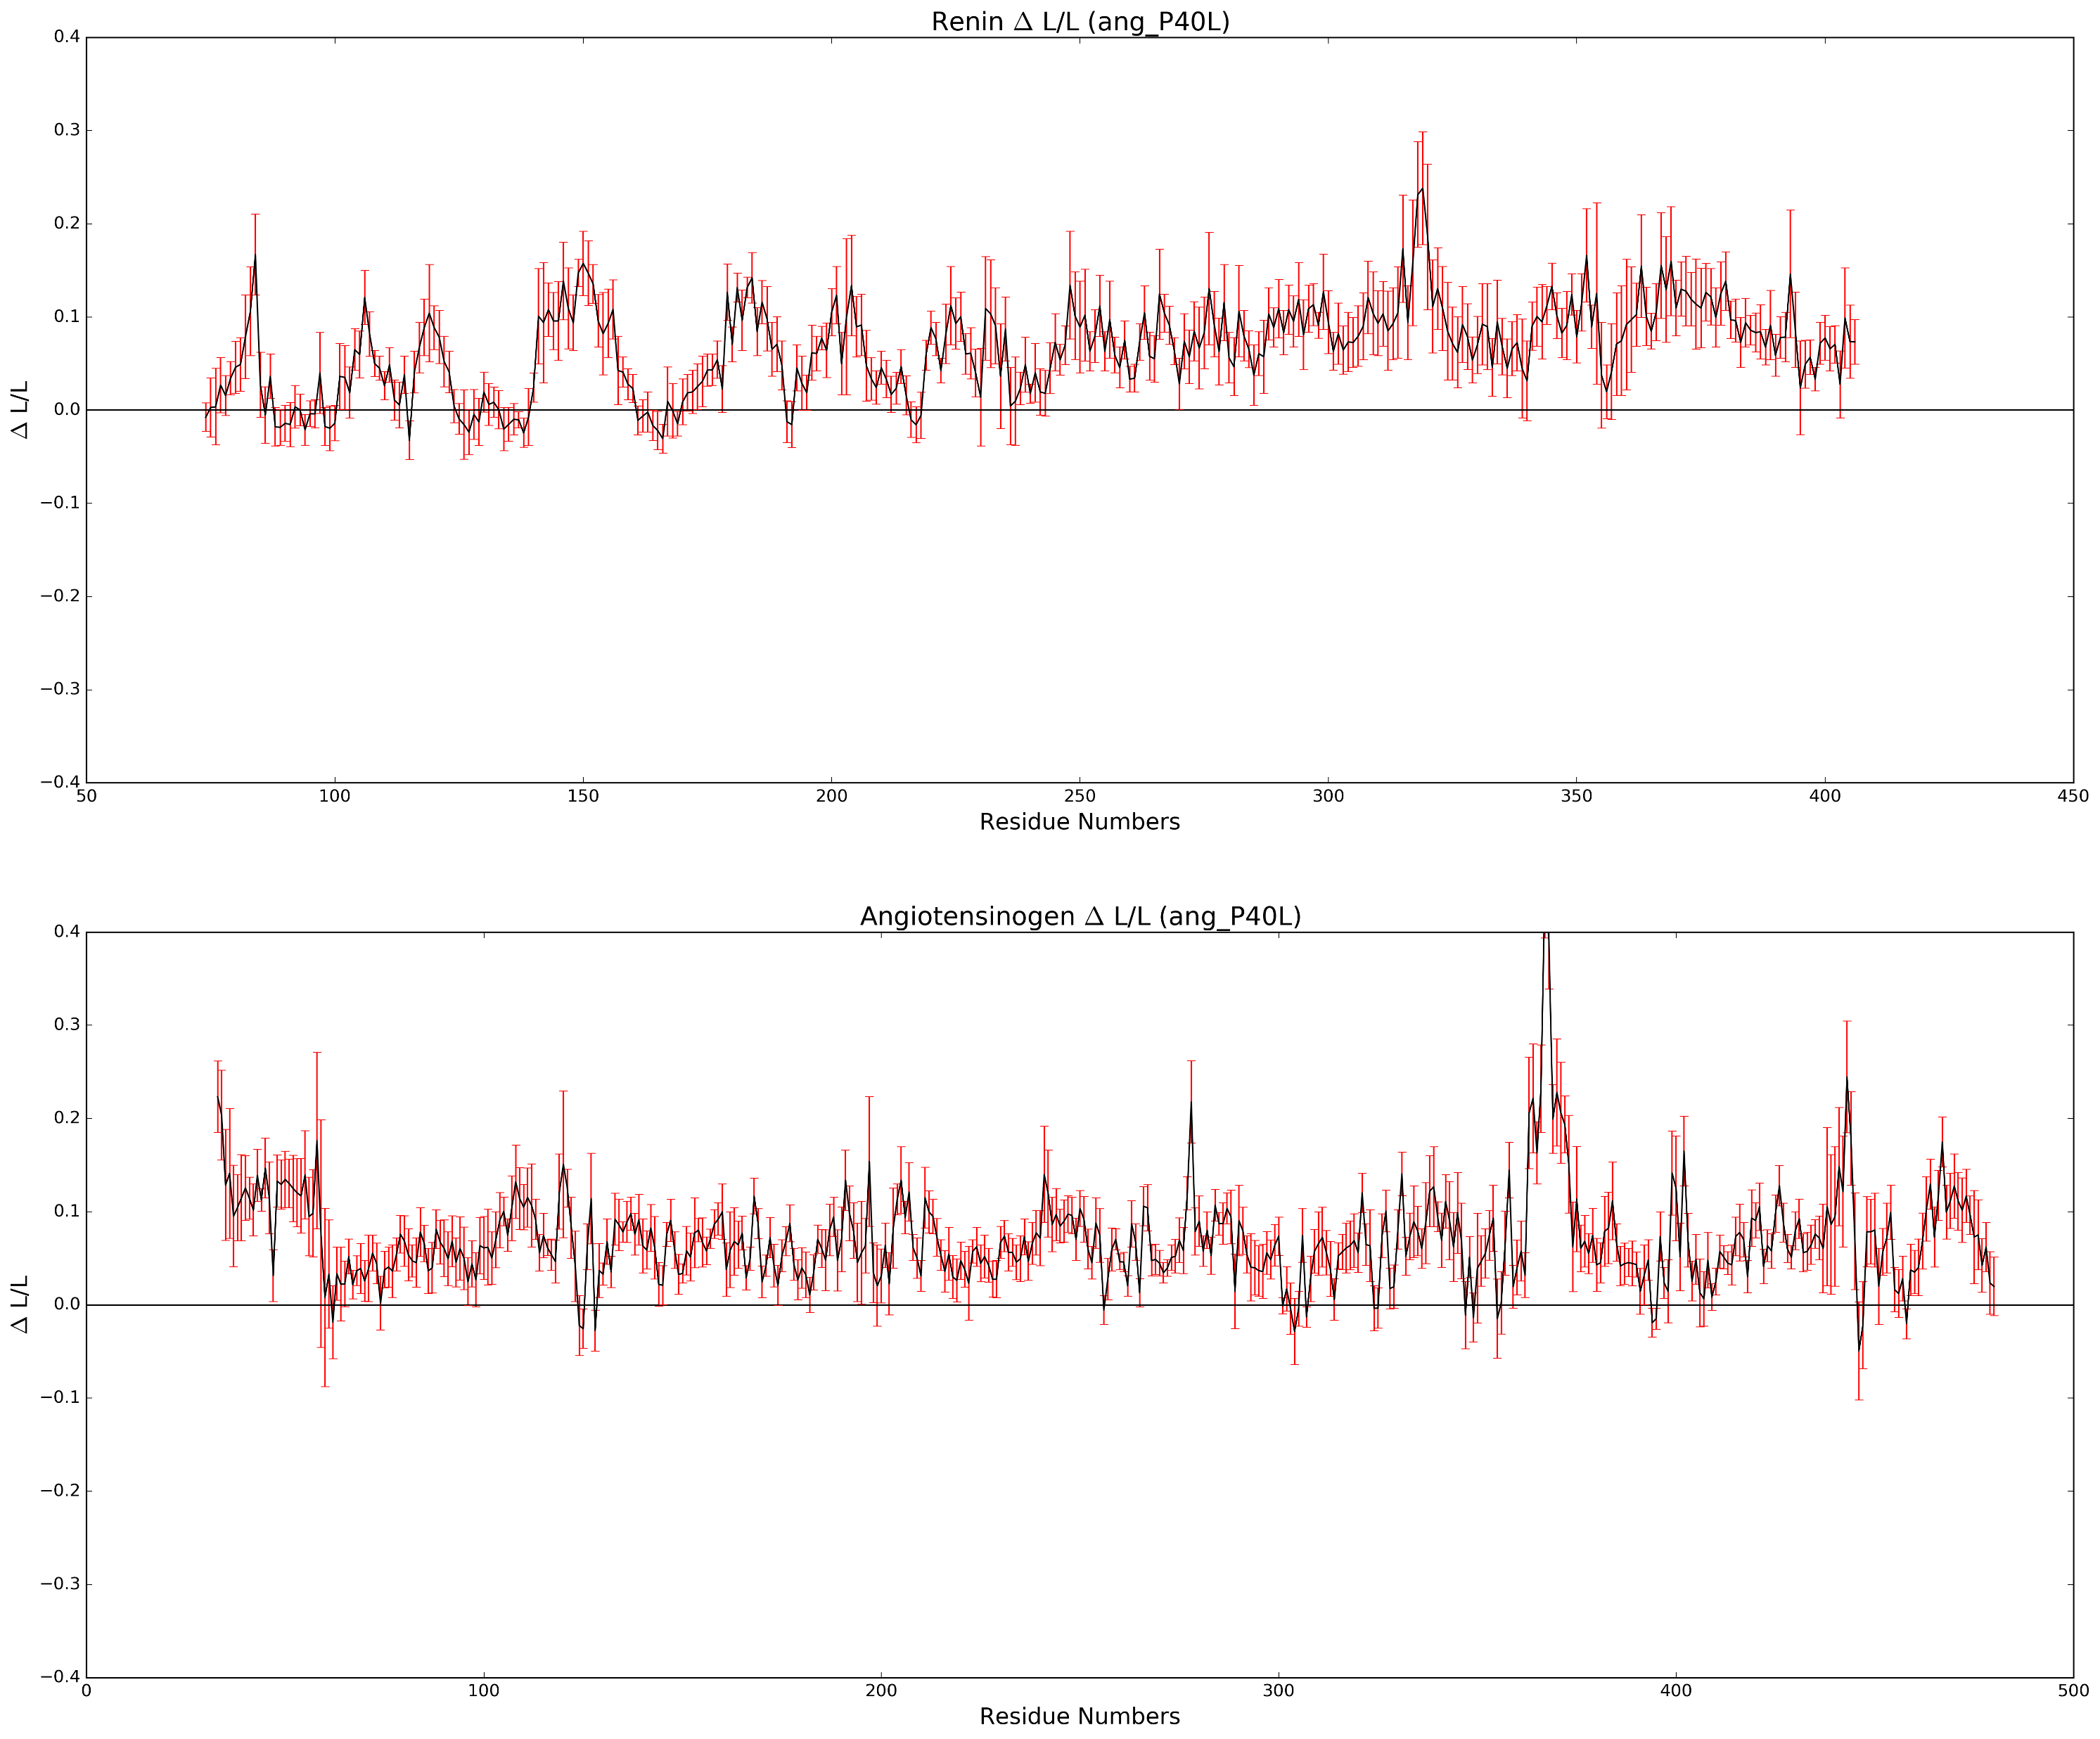 Renin Δ L/L (ang_P40L)
0.4
0.3
0.2
0.1
0.0
−0.1
−0.2
−0.3
−0.4
Δ L/L
50 100 150 200 250 300 350 400 450
Residue Numbers
Angiotensinogen Δ L/L (ang_P40L)
0.4
0.3
0.2
0.1
0.0
−0.1
−0.2
−0.3
−0.4
Δ L/L
0 100 200 300 400 500
Residue Numbers